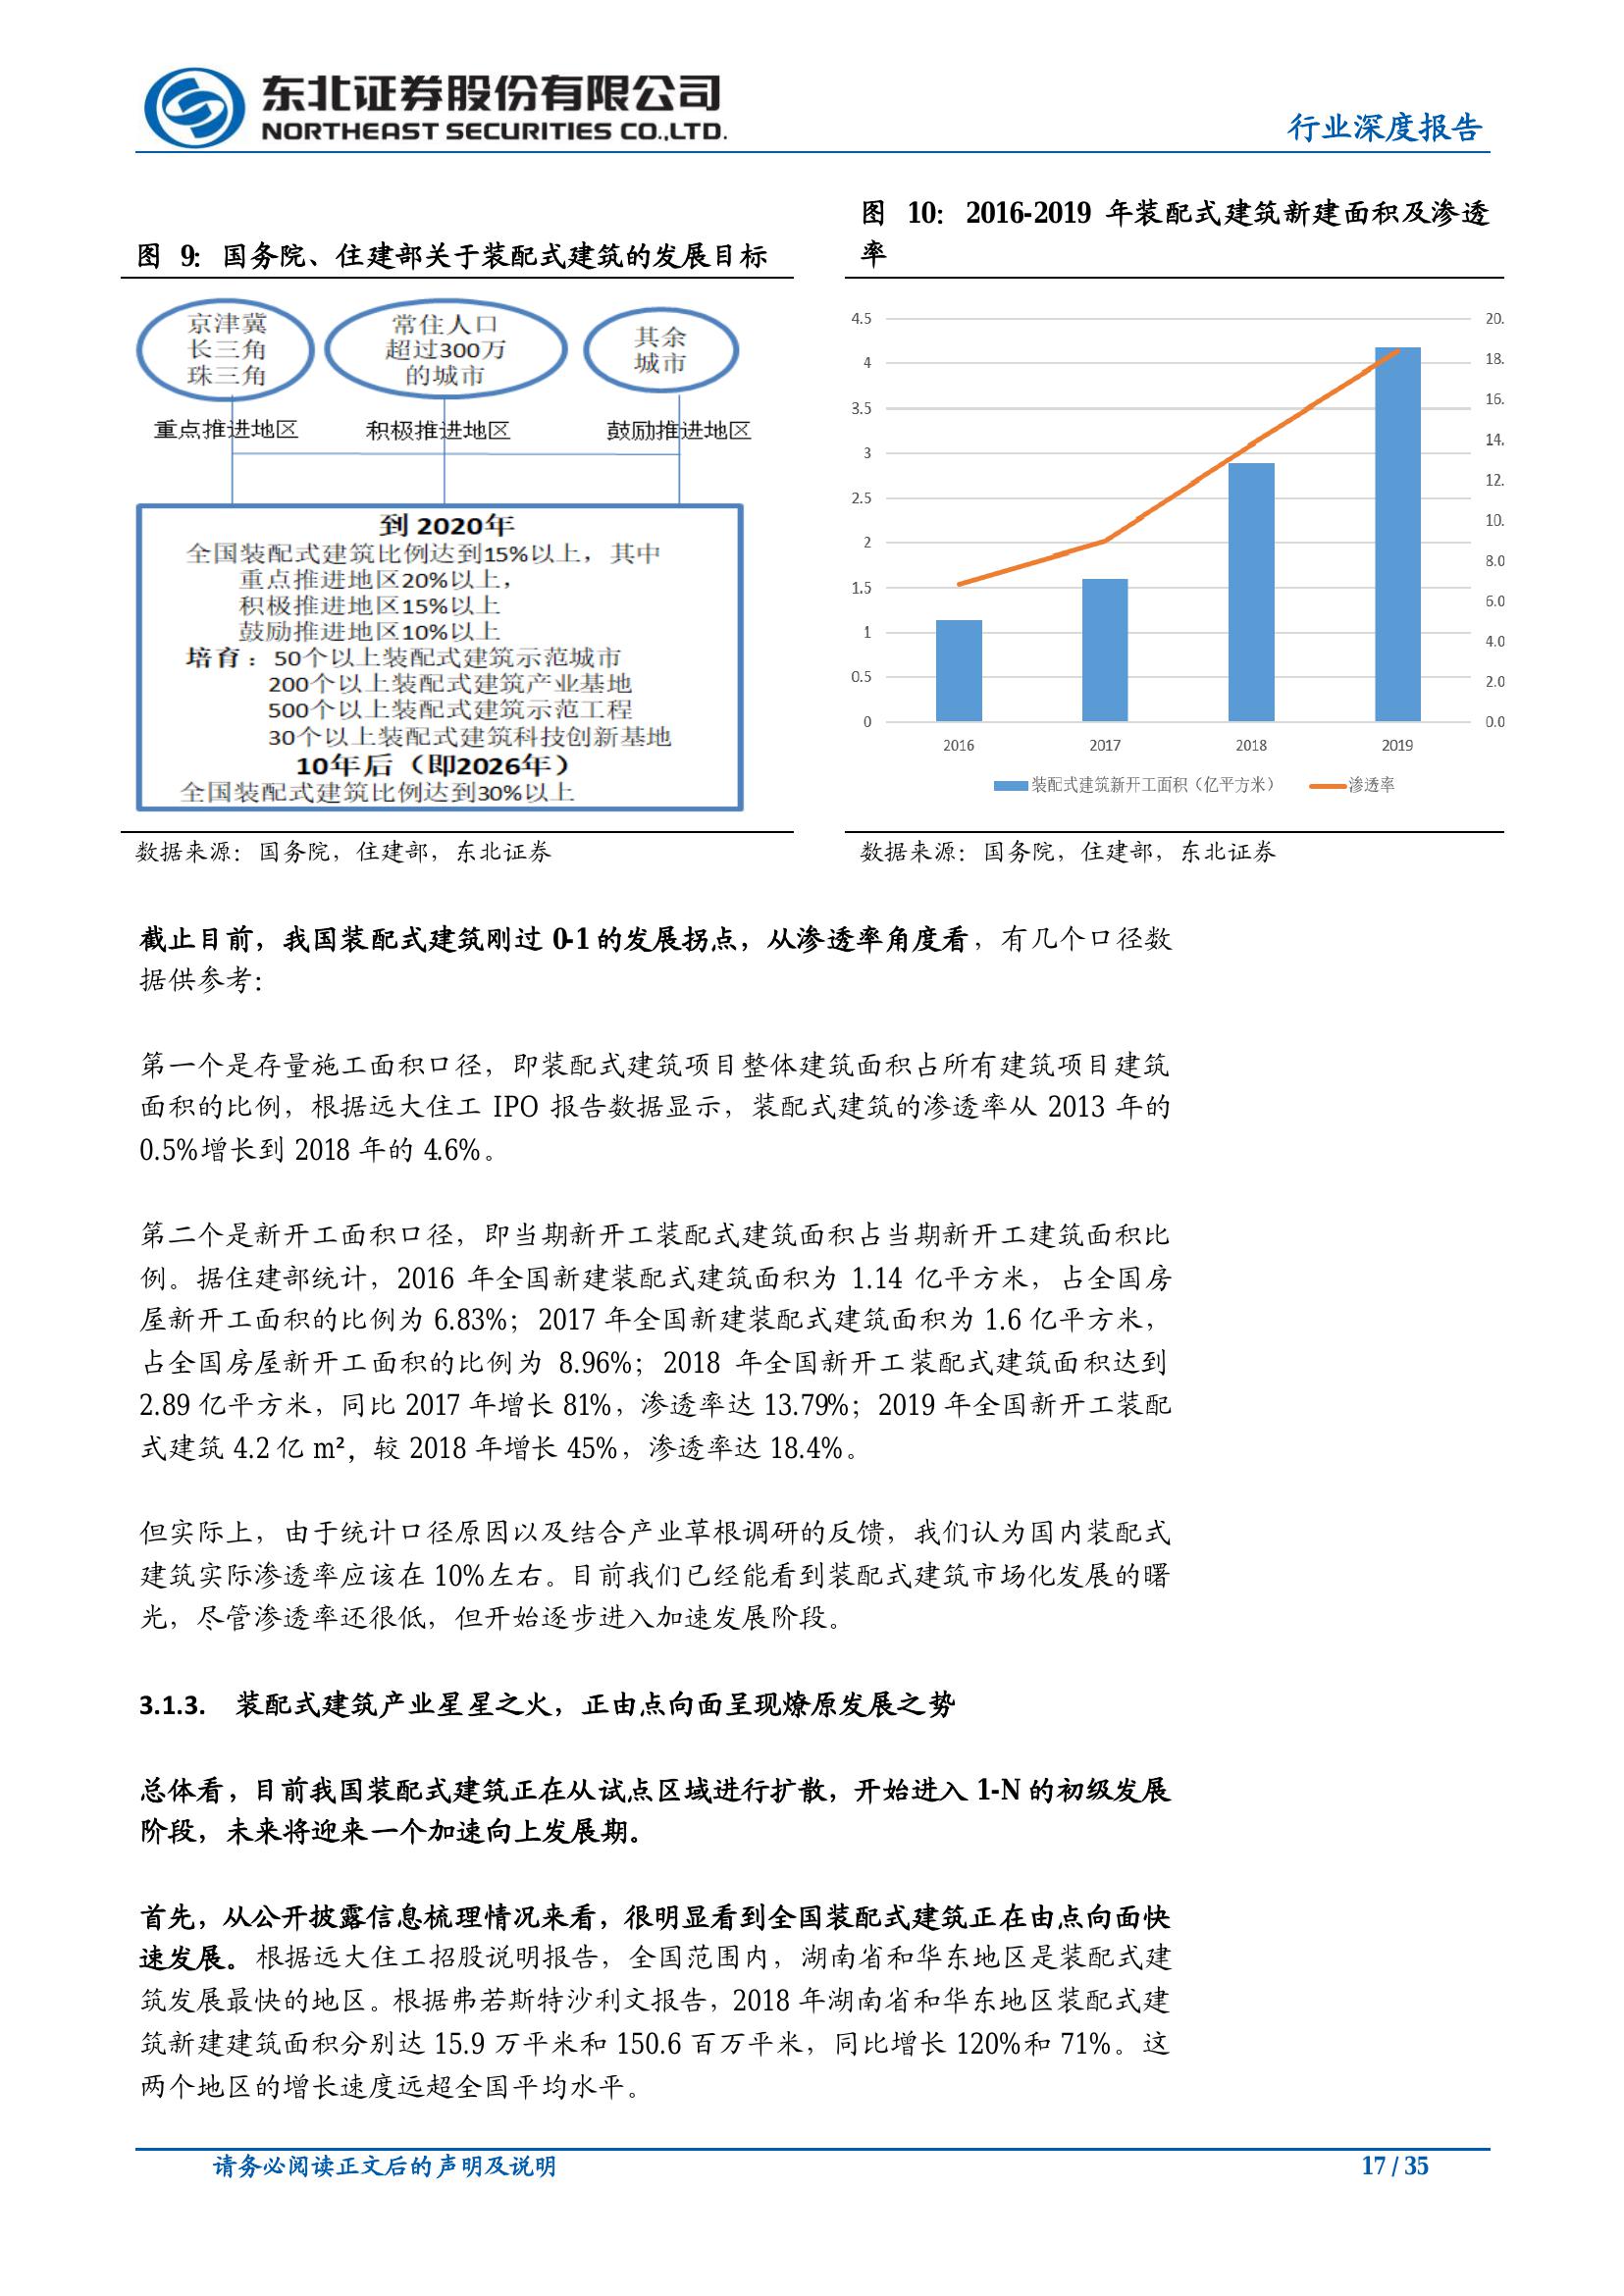 东北证券股份有限公司
NORTHEAST SECURITIES CO.,LTD.
行业深度报告
图 9：国务院、住建部关于装配式建筑的发展目标
京津冀
长三角
珠三角
常住人口
超过300万
的城市
其余
城市
重点推进地区
积极推进地区
鼓励推进地区
到 2020年
全国装配式建筑比例达到15%以上，其中
重点推进地区20%以上，
积极推进地区15%以上
鼓励推进地区10%以上
培育：50个以上装配式建筑示范城市
200个以上装配式建筑产业基地
500个以上装配式建筑示范工程
30个以上装配式建筑科技创新基地
10年后（即2026年）
全国装配式建筑比例达到30%以上
数据来源：国务院，住建部，东北证券
图 10：2016-2019 年装配式建筑新建面积及渗透
率
4.5
4
3.5
3
2.5
2
1.5
1
0.5
0
20.
18.
16.
14.
12.
10.
8.0
6.0
4.0
2.0
0.0
2016 2017 2018 2019
装配式建筑新开工面积（亿平方米） 渗透率
数据来源：国务院，住建部，东北证券
截止目前，我国装配式建筑刚过 0-1 的发展拐点，从渗透率角度看，有几个口径数
据供参考：
第一个是存量施工面积口径，即装配式建筑项目整体建筑面积占所有建筑项目建筑
面积的比例，根据远大住工 IPO 报告数据显示，装配式建筑的渗透率从 2013 年的
0.5%增长到 2018 年的 4.6%。
第二个是新开工面积口径，即当期新开工装配式建筑面积占当期新开工建筑面积比
例。据住建部统计，2016 年全国新建装配式建筑面积为 1.14 亿平方米，占全国房
屋新开工面积的比例为 6.83%；2017 年全国新建装配式建筑面积为 1.6 亿平方米，
占全国房屋新开工面积的比例为 8.96%；2018 年全国新开工装配式建筑面积达到
2.89 亿平方米，同比 2017 年增长 81%，渗透率达 13.79%；2019 年全国新开工装配
式建筑 4.2 亿 m²，较 2018 年增长 45%，渗透率达 18.4%。
但实际上，由于统计口径原因以及结合产业草根调研的反馈，我们认为国内装配式
建筑实际渗透率应该在 10%左右。目前我们已经能看到装配式建筑市场化发展的曙
光，尽管渗透率还很低，但开始逐步进入加速发展阶段。
3.1.3. 装配式建筑产业星星之火，正由点向面呈现燎原发展之势
总体看，目前我国装配式建筑正在从试点区域进行扩散，开始进入 1-N 的初级发展
阶段，未来将迎来一个加速向上发展期。
首先，从公开披露信息梳理情况来看，很明显看到全国装配式建筑正在由点向面快
速发展。根据远大住工招股说明报告，全国范围内，湖南省和华东地区是装配式建
筑发展最快的地区。根据弗若斯特沙利文报告，2018 年湖南省和华东地区装配式建
筑新建建筑面积分别达 15.9 万平米和 150.6 百万平米，同比增长 120%和 71%。这
两个地区的增长速度远超全国平均水平。
请务必阅读正文后的声明及说明
17 / 35